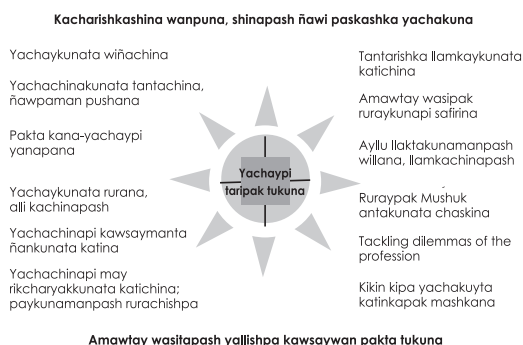 Kacharishkashina wanpuna, shinapash ñawi paskashka yachakuna
Yachaykunata wiñachina
Yachachinakunata tantachina,
ñawpaman pushana
Pakta kana-yachaypi
yanapana
Yachaykunata rurana,
alli kachinapash
Yachachinapi kawsaymanta
ñankunata katina
Yachachinapi may
rikcharyakkunata katichina;
paykunamanpash rurachishpa
Yachaypi
taripak tukuna
Tantarishka llamkaykunata
katichina
Amawtay wasipak
ruraykunapi safirina
Ayllu llaktakunamanpash
willana, llamkachinapash
Ruraypak Mushuk
antakunata chaskina
Tackling dilemmas of the
profession
Kikin kipa yachakuyta
katinkapak mashkana
Amawtay wasitapash yallishpa kawsaywan pakta tukuna